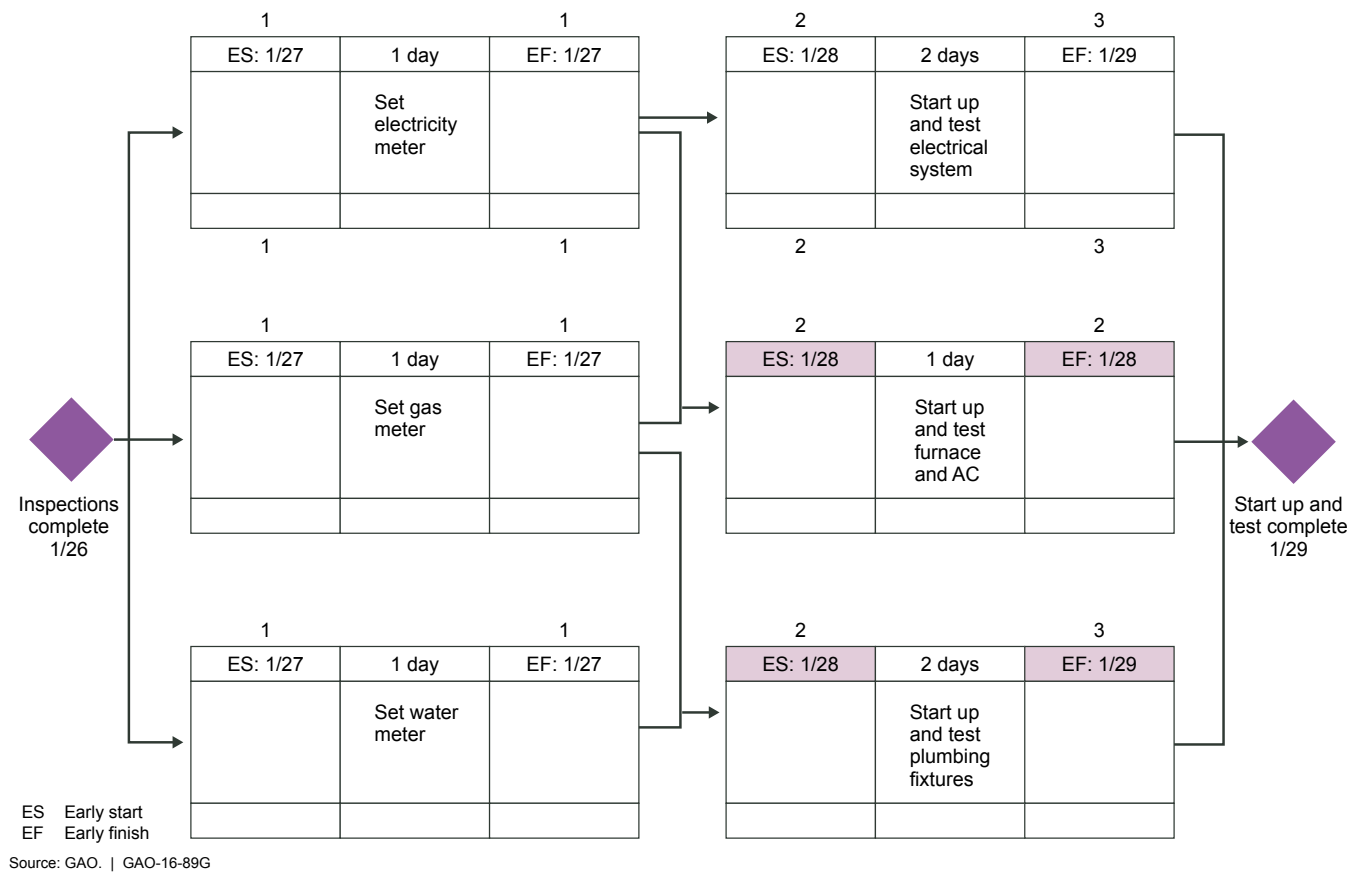 1 1 2 3
ES: 1/27 1 day EF: 1/27 ES: 1/28 2 days EF: 1/29
Set
electricity
meter
Start up
and test
electrical
system
1 1 2 3
1 1 2 2
ES: 1/27 1 day EF: 1/27 ES: 1/28 1 day EF: 1/28
Set gas
meter
Start up
and test
furnace
and AC
Inspections
complete
1/26
Start up and
test complete
1/29
1 1 2 3
ES: 1/27 1 day EF: 1/27 ES: 1/28 2 days EF: 1/29
Set water
meter
Start up
and test
plumbing
fixtures
ES Early start
EF Early finish
Source: GAO. | GAO-16-89G